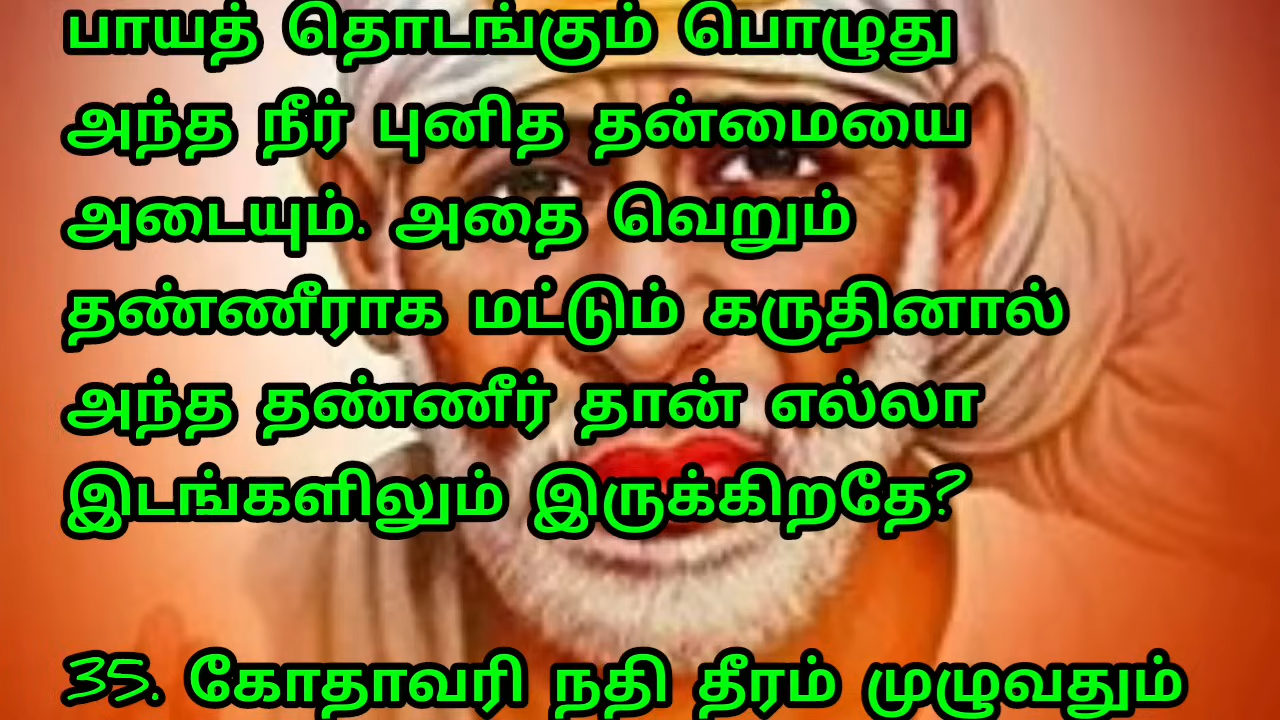 பாயத் தொடங்கும் பொழுது
அந்த நீர் புனித தன்மையை
அடையும். அதை வெறும்
தண்ணீராக மட்டும் கருதினால்
அந்த தண்ணீர் தான் எல்லா
இடங்களிலும் இருக்கிறதே?
35. கோதாவரி நதி தீரம் முழுவதும்